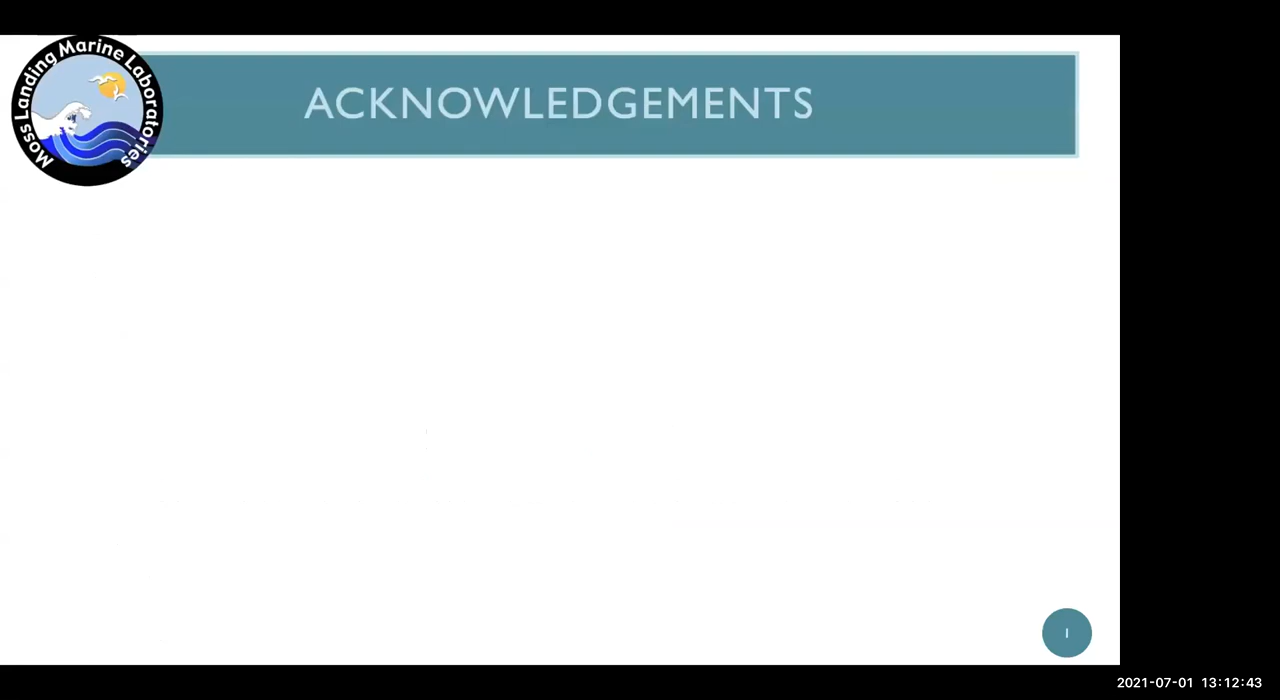 Moss Landing Marine Laboratories
ACKNOWLEDGEMENTS
1
2021-07-01 13:12:43